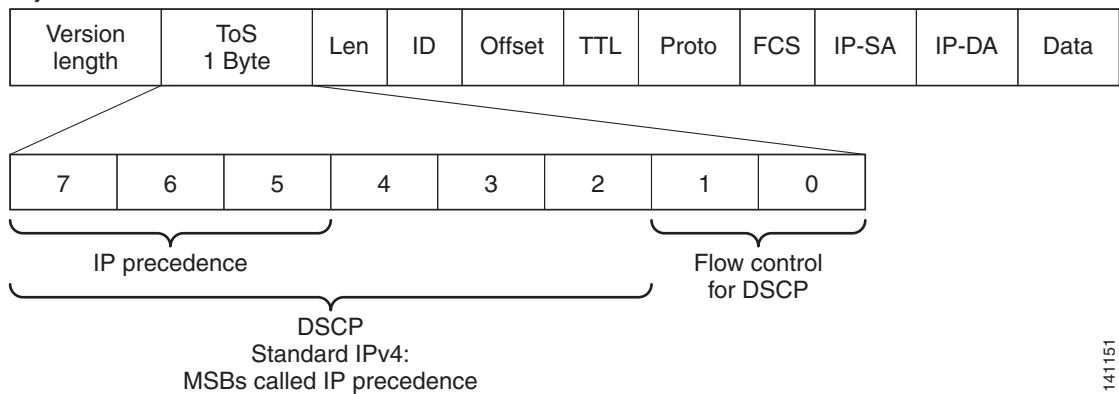 Version length
ToS 1 Byte
Len
ID
Offset
TTL
Proto
FCS
IP-SA
IP-DA
Data
7 6 5 4 3 2 1 0
IP precedence
Flow control
for DSCP
DSCP
Standard IPv4:
MSBs called IP precedence
141151